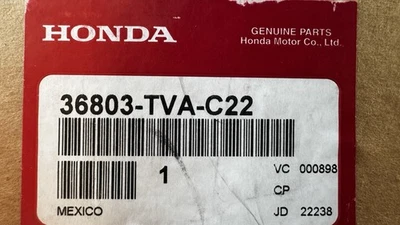 HONDA
GENUINE PARTS
Honda Motor Co., Ltd.
36803-TVA-C22
1
VC 000898
CP
MEXICO
JD 22238